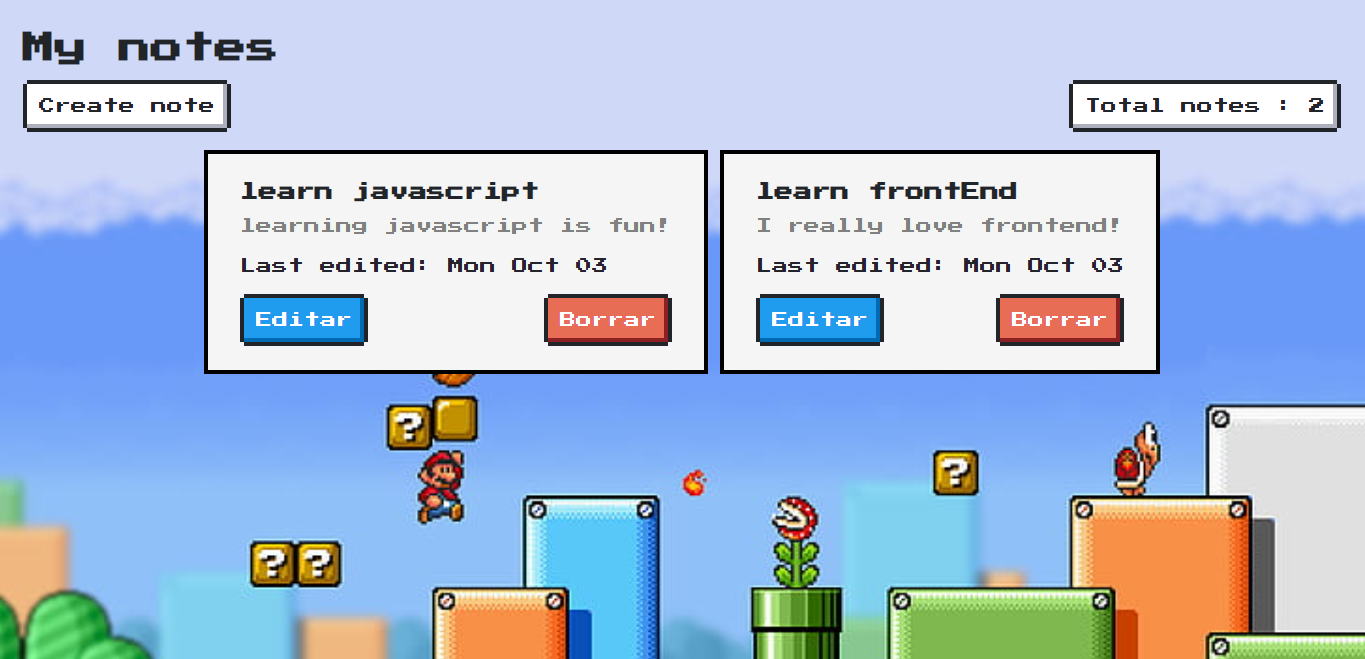 My notes
Create note
Total notes : 2
learn javascript
learning javascript is fun!
Last edited: Mon Oct 03
Editar
Borrar
learn frontEnd
I really love frontend!
Last edited: Mon Oct 03
Editar
Borrar
?
?
? ?